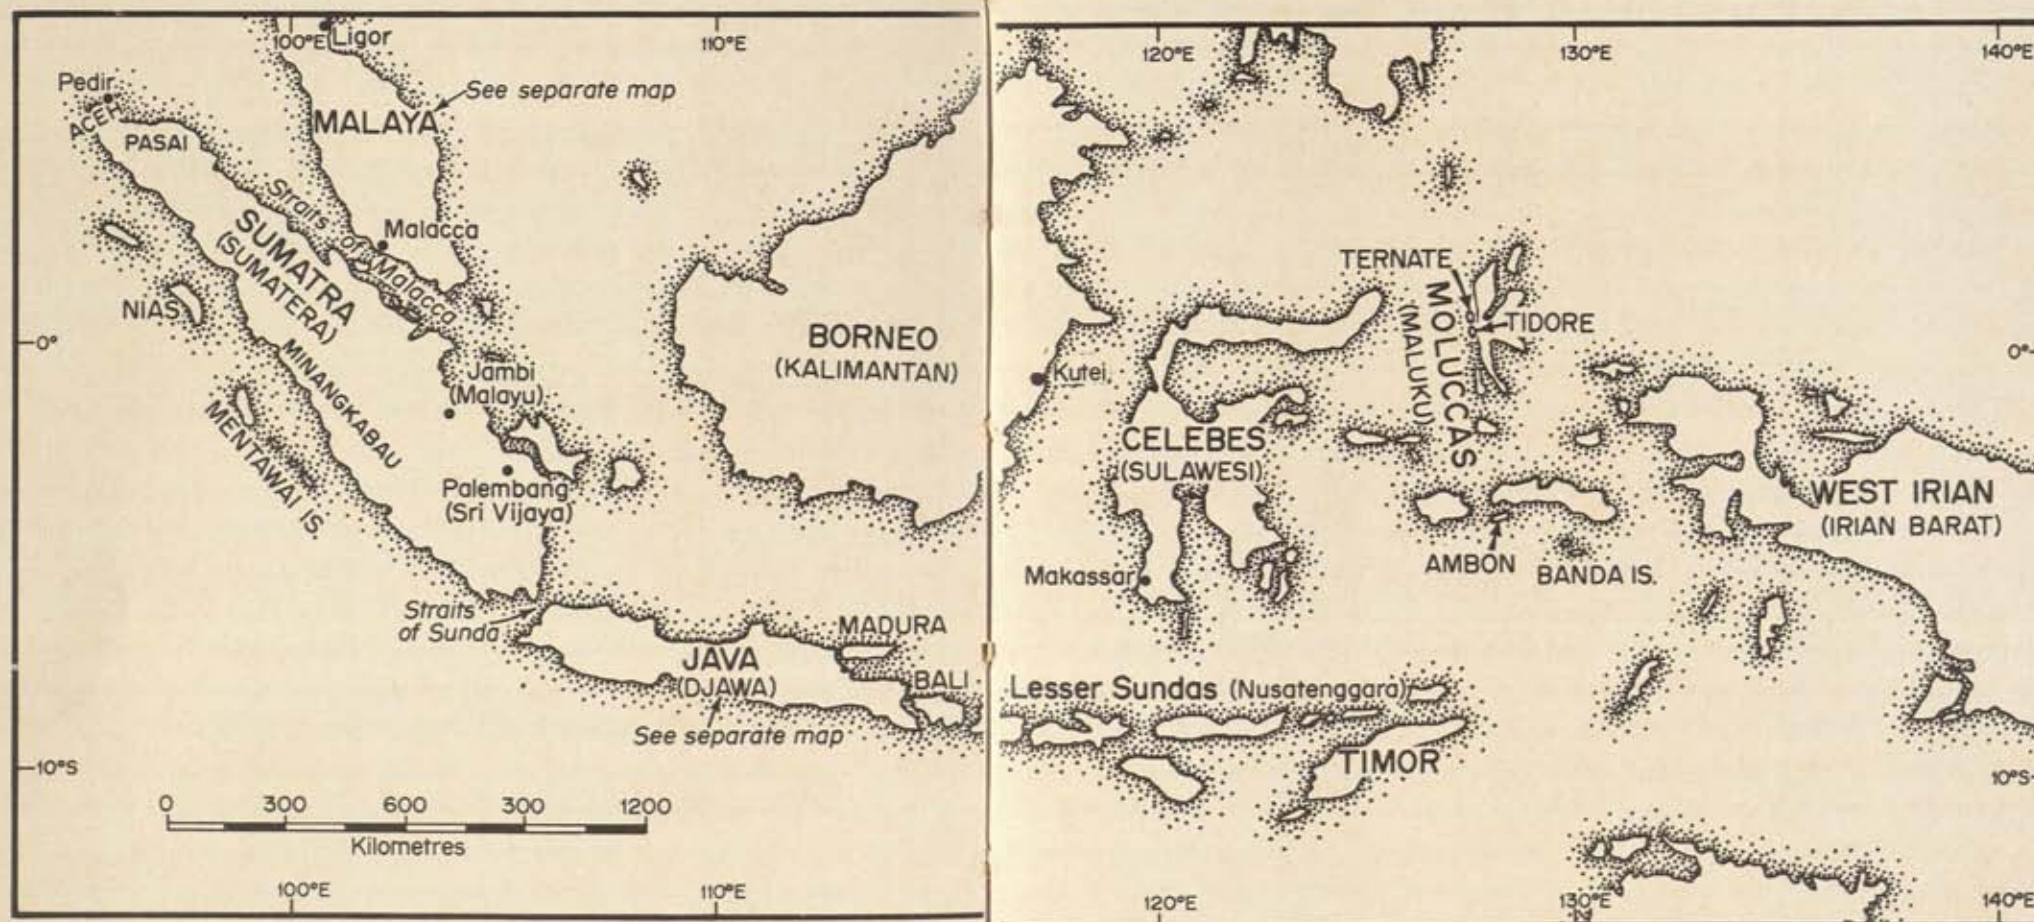 100°E
Ligor
110°E
120°E
130°E
140°E
Pedir
ACEH
PASAI
MALAYA
See separate map
Straits of Malacca
Malacca
SUMATRA
(SUMATERA)
NIAS
0°
MINANGKABAU
MENTAWAI IS.
Jambi
(Malayu)
Palembang
(Sri Vijaya)
BORNEO
(KALIMANTAN)
Kutei
TERNATE
MOLUCCAS
(MALUKU)
TIDORE
0°
CELEBES
(SULAWESI)
WEST IRIAN
(IRIAN BARAT)
AMBON
BANDA IS.
Makassar
Straits
of Sunda
MADURA
JAVA
(DJAWA)
BALI
See separate map
Lesser Sundas (Nusatenggara)
TIMOR
10°S
10°S
0 300 600 300 1200
Kilometres
100°E
110°E
120°E
130°E
140°E